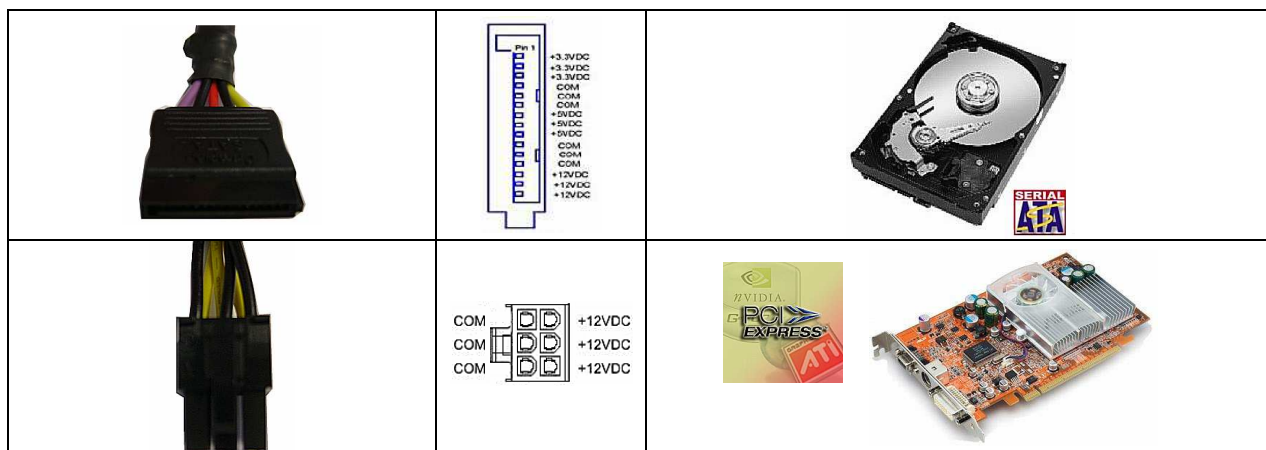 Pin 1
+3.3VDC
+3.3VDC
+3.3VDC
COM
COM
COM
+5VDC
+5VDC
+5VDC
COM
COM
COM
+12VDC
+12VDC
+12VDC
SERIAL
ATA
COM +12VDC
COM +12VDC
COM +12VDC
nVIDIA.
PCI
EXPRESS
ATi